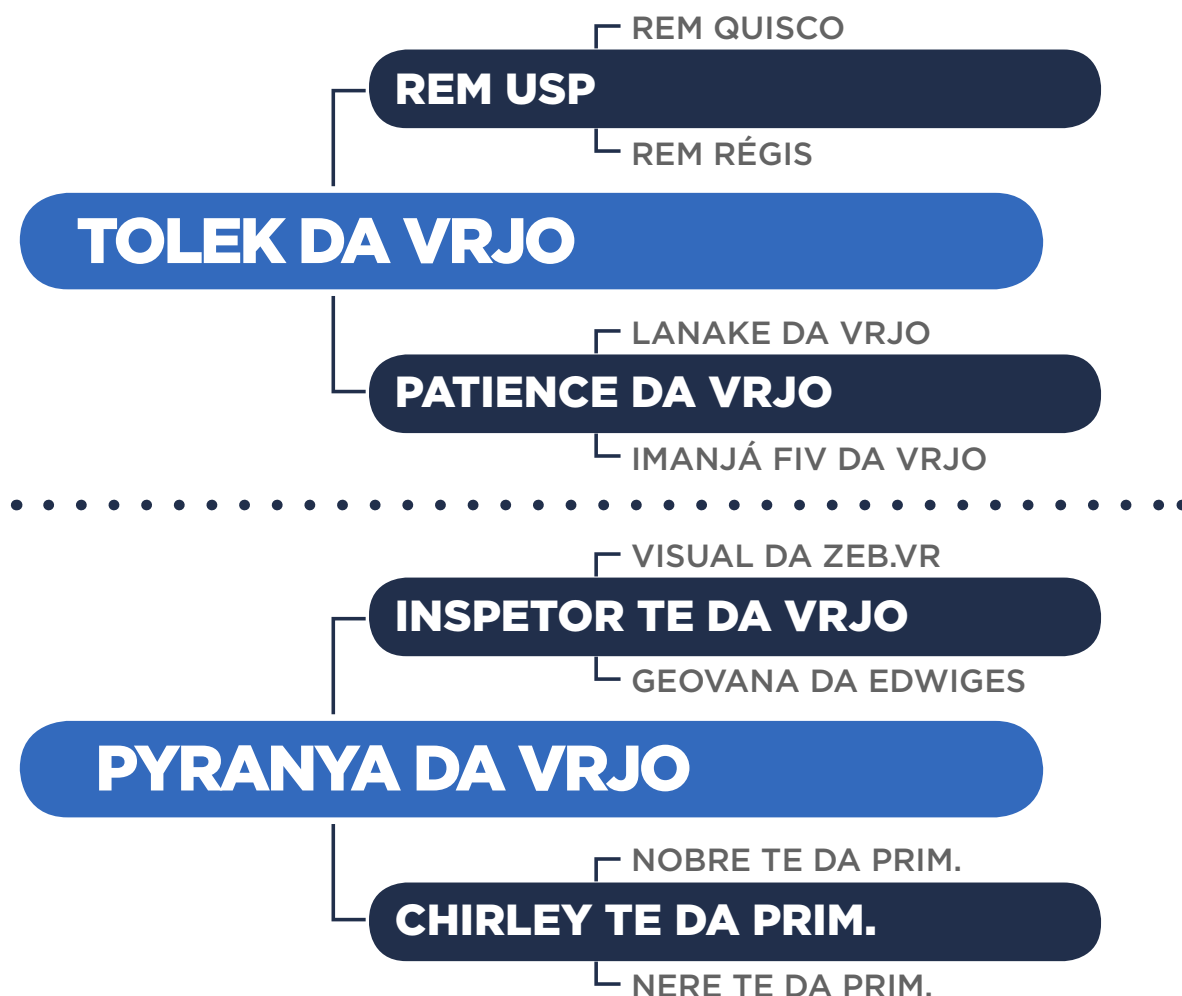 REM QUISCO
REM USP
REM RÉGIS
TOLEK DA VRJO
LANAKE DA VRJO
PATIENCE DA VRJO
IMANJÁ FIV DA VRJO
VISUAL DA ZEB.VR
INSPETOR TE DA VRJO
GEOVANA DA EDWIGES
PYRANYA DA VRJO
NOBRE TE DA PRIM.
CHIRLEY TE DA PRIM.
NERE TE DA PRIM.